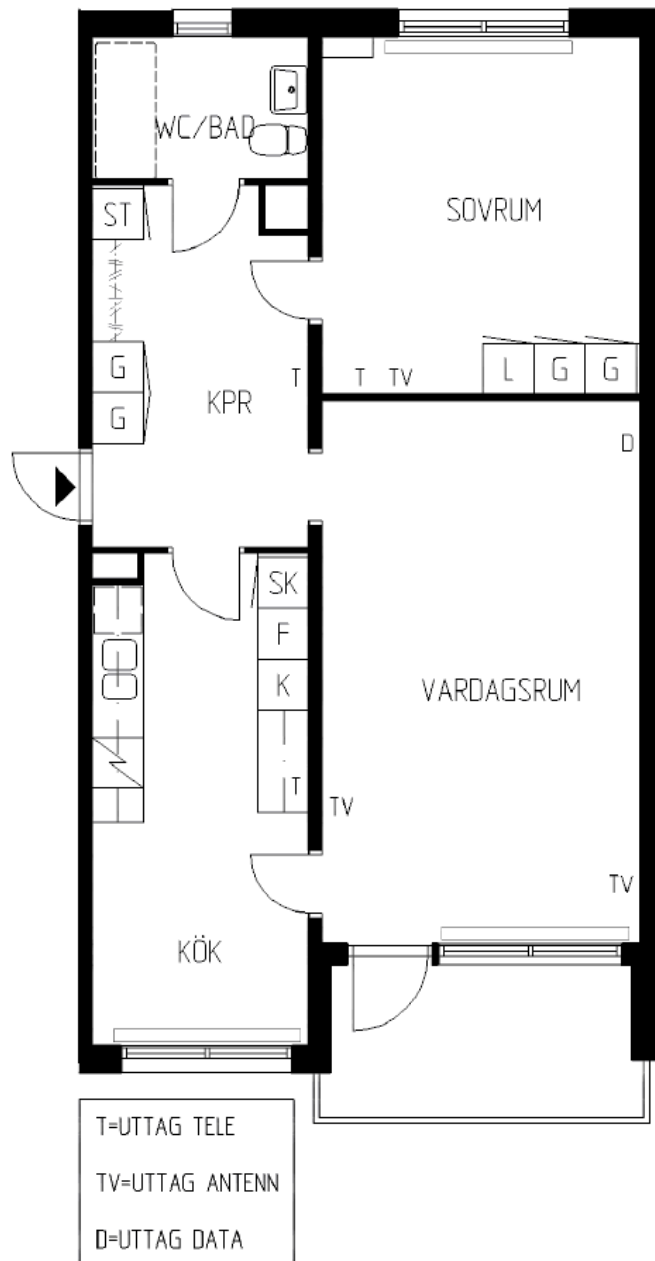 WC/BAD
ST
SOVRUM
G
G
KPR
T
T TV
L G G
D
SK
F
K
T
VARDAGSRUM
TV
TV
KÖK
T=UTTAG TELE
TV=UTTAG ANTENN
D=UTTAG DATA